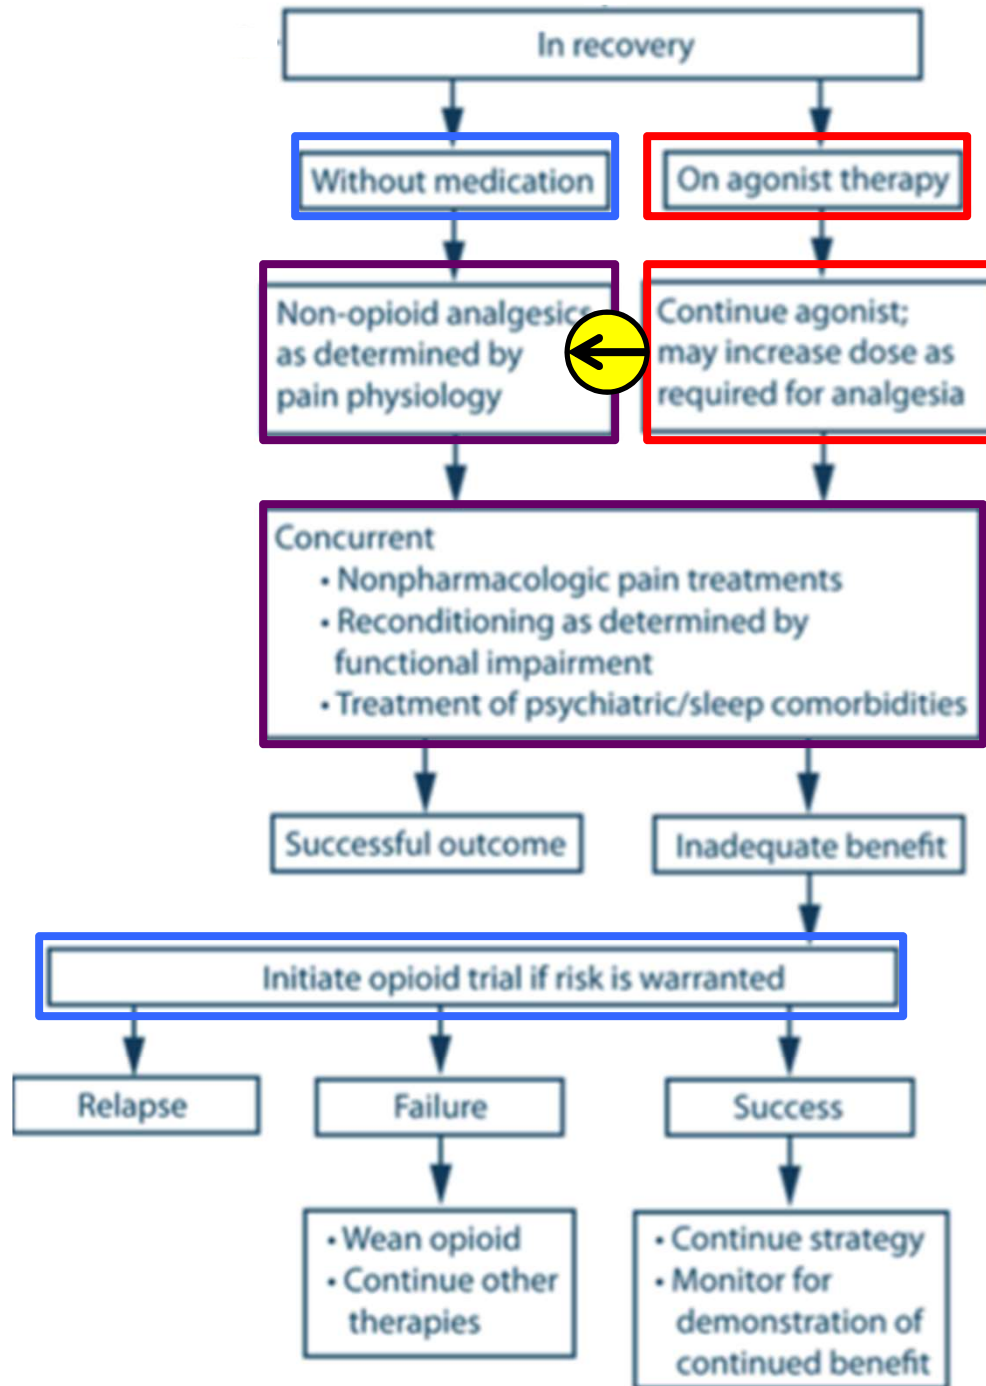 In recovery
Without medication
On agonist therapy
Non-opioid analgesics
as determined by
pain physiology
Continue agonist;
may increase dose as
required for analgesia
Concurrent
• Nonpharmacologic pain treatments
• Reconditioning as determined by
functional impairment
• Treatment of psychiatric/sleep comorbidities
Successful outcome
Inadequate benefit
Initiate opioid trial if risk is warranted
Relapse
Failure
Success
• Wean opioid
• Continue other
therapies
• Continue strategy
• Monitor for
demonstration of
continued benefit